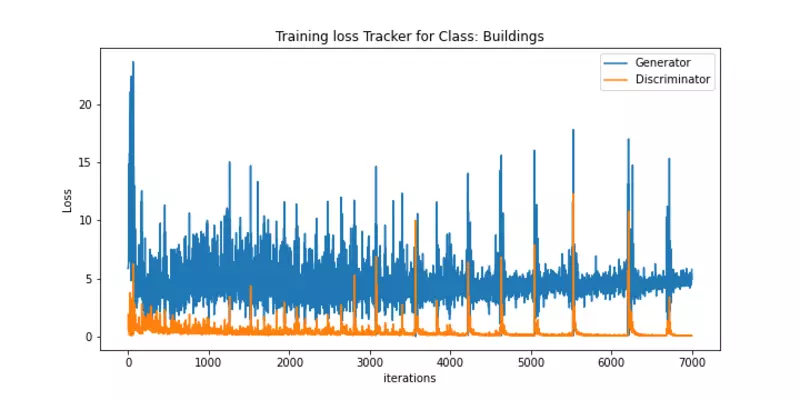 Training loss Tracker for Class: Buildings
Generator
Discriminator
20
15
10
5
0
Loss
0 1000 2000 3000 4000 5000 6000 7000
iterations